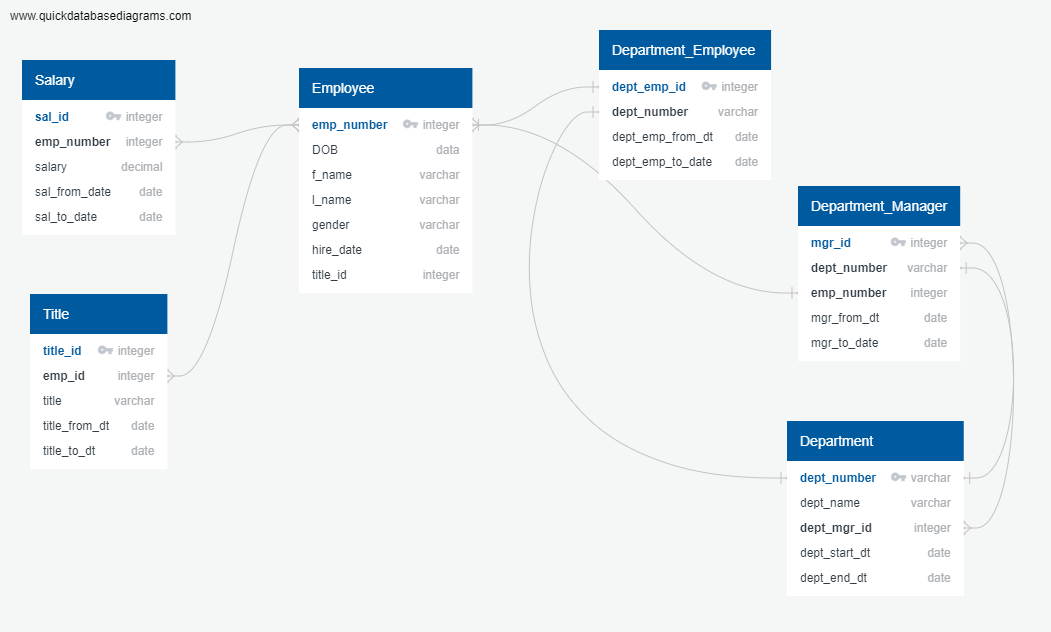 www.quickdatabasediagrams.com
Salary
sal_id integer
emp_number integer
salary decimal
sal_from_date date
sal_to_date date
Title
title_id integer
emp_id integer
title varchar
title_from_dt date
title_to_dt date
Employee
emp_number integer
DOB data
f_name varchar
l_name varchar
gender varchar
hire_date date
title_id integer
Department_Employee
dept_emp_id integer
dept_number varchar
dept_emp_from_dt date
dept_emp_to_date date
Department_Manager
mgr_id integer
dept_number varchar
emp_number integer
mgr_from_dt date
mgr_to_date date
Department
dept_number varchar
dept_name varchar
dept_mgr_id integer
dept_start_dt date
dept_end_dt date